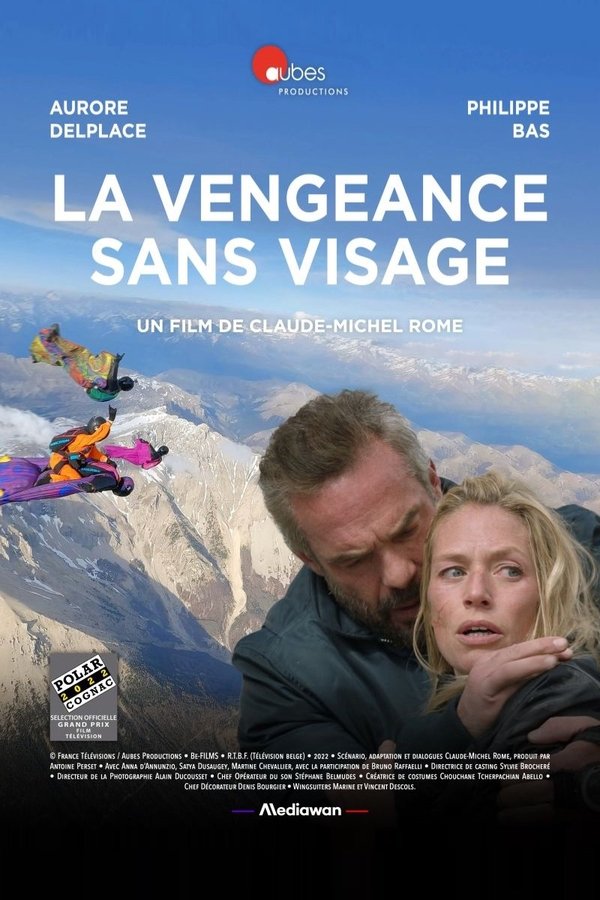 aubes
PRODUCTIONS
AURORE
DELPLACE
PHILIPPE
BAS
LA VENGEANCE
SANS VISAGE
UN FILM DE CLAUDE-MICHEL ROME
POLAR
2022
COGNAC
SELECTION OFFICIELLE
GRAND PRIX
FILM
TÉLÉVISION
© FRANCE TÉLÉVISIONS / AUBES PRODUCTIONS • BE-FILMS • R.T.B.F. (TÉLÉVISION BELGE) • 2022 • SCÉNARIO, ADAPTATION ET DIALOGUES CLAUDE-MICHEL ROME, PRODUIT PAR
ANTOINE PERSET • AVEC ANNA D'ANNUNZIO, SATYA DUSAUGEY, MARTINE CHEVALLIER, AVEC LA PARTICIPATION DE BRUNO RAFFAELLI • DIRECTRICE DE CASTING SYLVIE BROCHERÉ
• DIRECTEUR DE LA PHOTOGRAPHIE ALAIN DUCOUSSET • CHEF OPÉRATEUR DU SON STÉPHANE BELMUDES • CRÉATRICE DE COSTUMES CHOUCHANE TCHERPACHIAN ABELLO •
CHEF DÉCORATEUR DENIS BOURGIER • WINGSUITERS MARINE ET VINCENT DESCOLS.
Mediawan